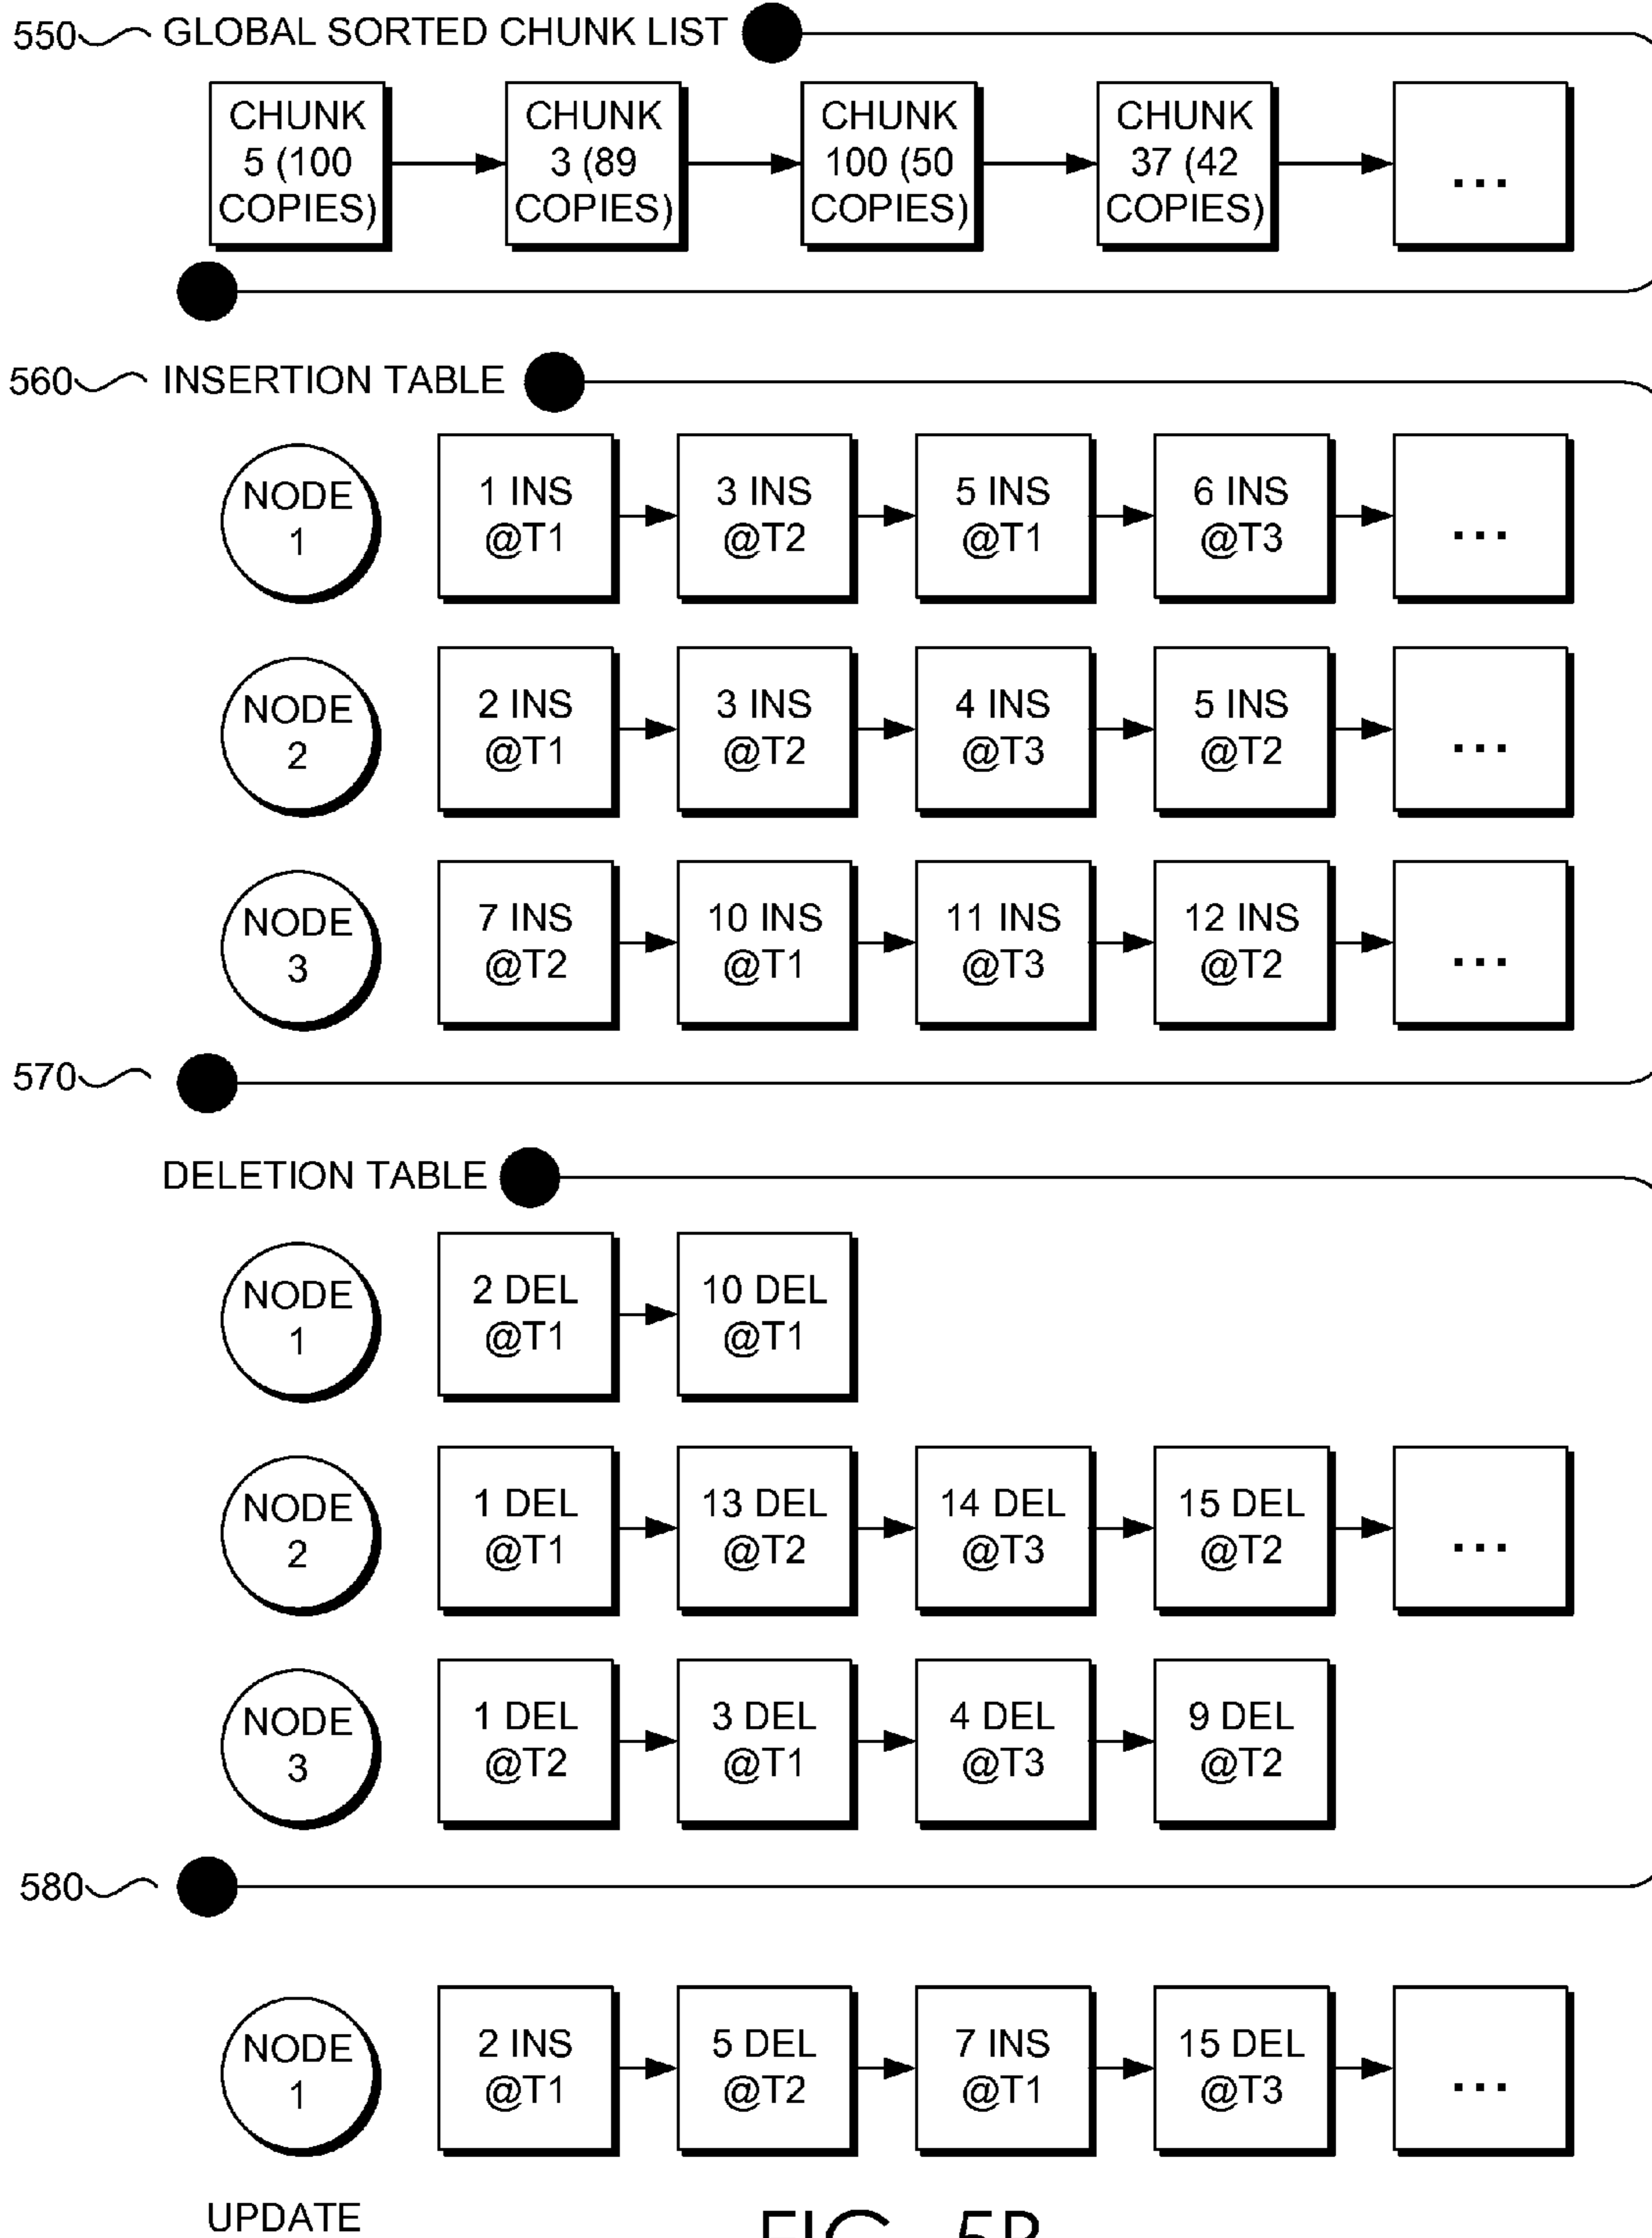 550 GLOBAL SORTED CHUNK LIST
CHUNK
5 (100
COPIES)
CHUNK
3 (89
COPIES)
CHUNK
100 (50
COPIES)
CHUNK
37 (42
COPIES)
...
560 INSERTION TABLE
NODE
1
1 INS
@T1
3 INS
@T2
5 INS
@T1
6 INS
@T3
...
NODE
2
2 INS
@T1
3 INS
@T2
4 INS
@T3
5 INS
@T2
...
NODE
3
7 INS
@T2
10 INS
@T1
11 INS
@T3
12 INS
@T2
...
570
DELETION TABLE
NODE
1
2 DEL
@T1
10 DEL
@T1
NODE
2
1 DEL
@T1
13 DEL
@T2
14 DEL
@T3
15 DEL
@T2
...
NODE
3
1 DEL
@T2
3 DEL
@T1
4 DEL
@T3
9 DEL
@T2
580
NODE
1
2 INS
@T1
5 DEL
@T2
7 INS
@T1
15 DEL
@T3
...
UPDATE
FIG. 5B